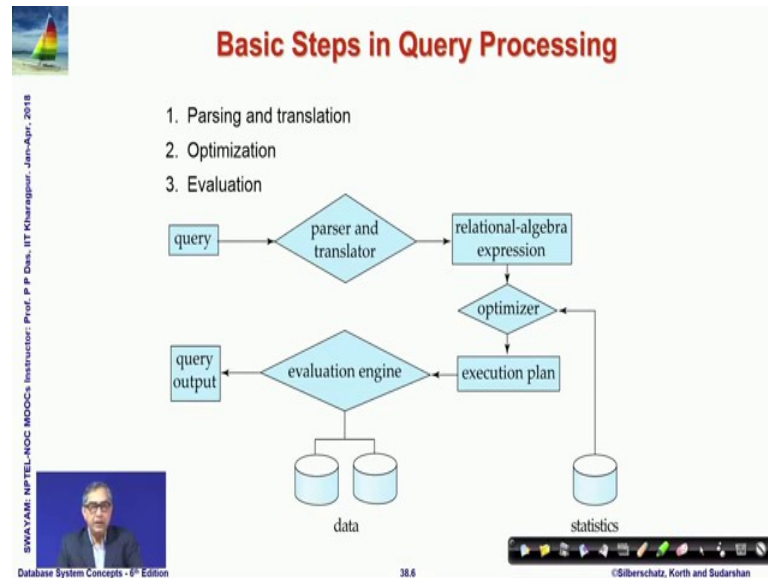 Basic Steps in Query Processing
SWAYAM: NPTEL-NOC MOOCs Instructor: Prof. P P Das, IIT Kharagpur. Jan-Apr, 2018
1. Parsing and translation
2. Optimization
3. Evaluation
query
parser and
translator
relational-algebra
expression
optimizer
query
output
evaluation engine
execution plan
data
statistics
Database System Concepts - 6th Edition
38.6
©Silberschatz, Korth and Sudarshan